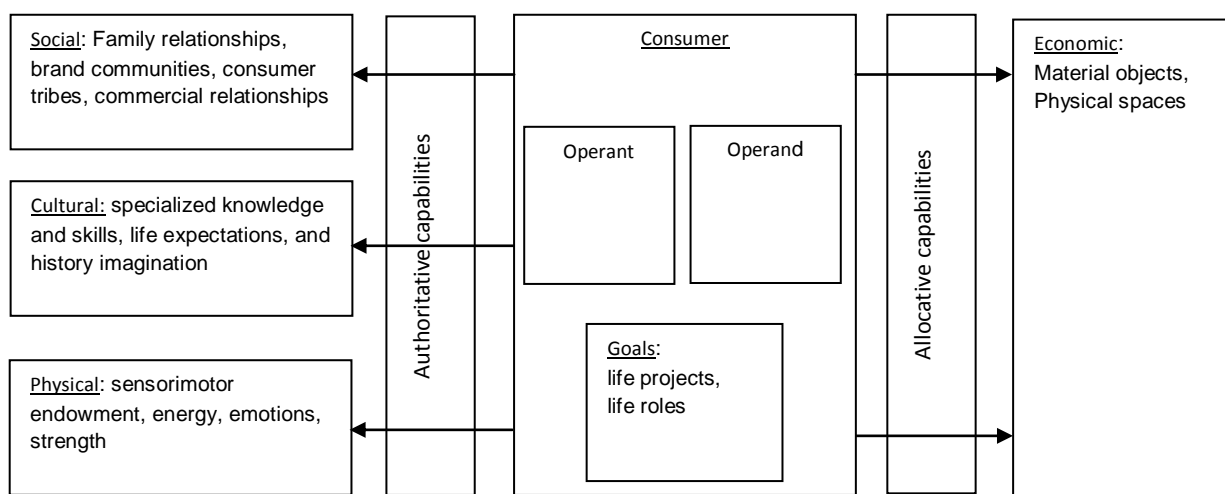 Social: Family relationships,
brand communities, consumer
tribes, commercial relationships
Cultural: specialized knowledge
and skills, life expectations, and
history imagination
Physical: sensorimotor
endowment, energy, emotions,
strength
Authoritative capabilities
Consumer
Operant
Operand
Goals:
life projects,
life roles
Allocative capabilities
Economic:
Material objects,
Physical spaces